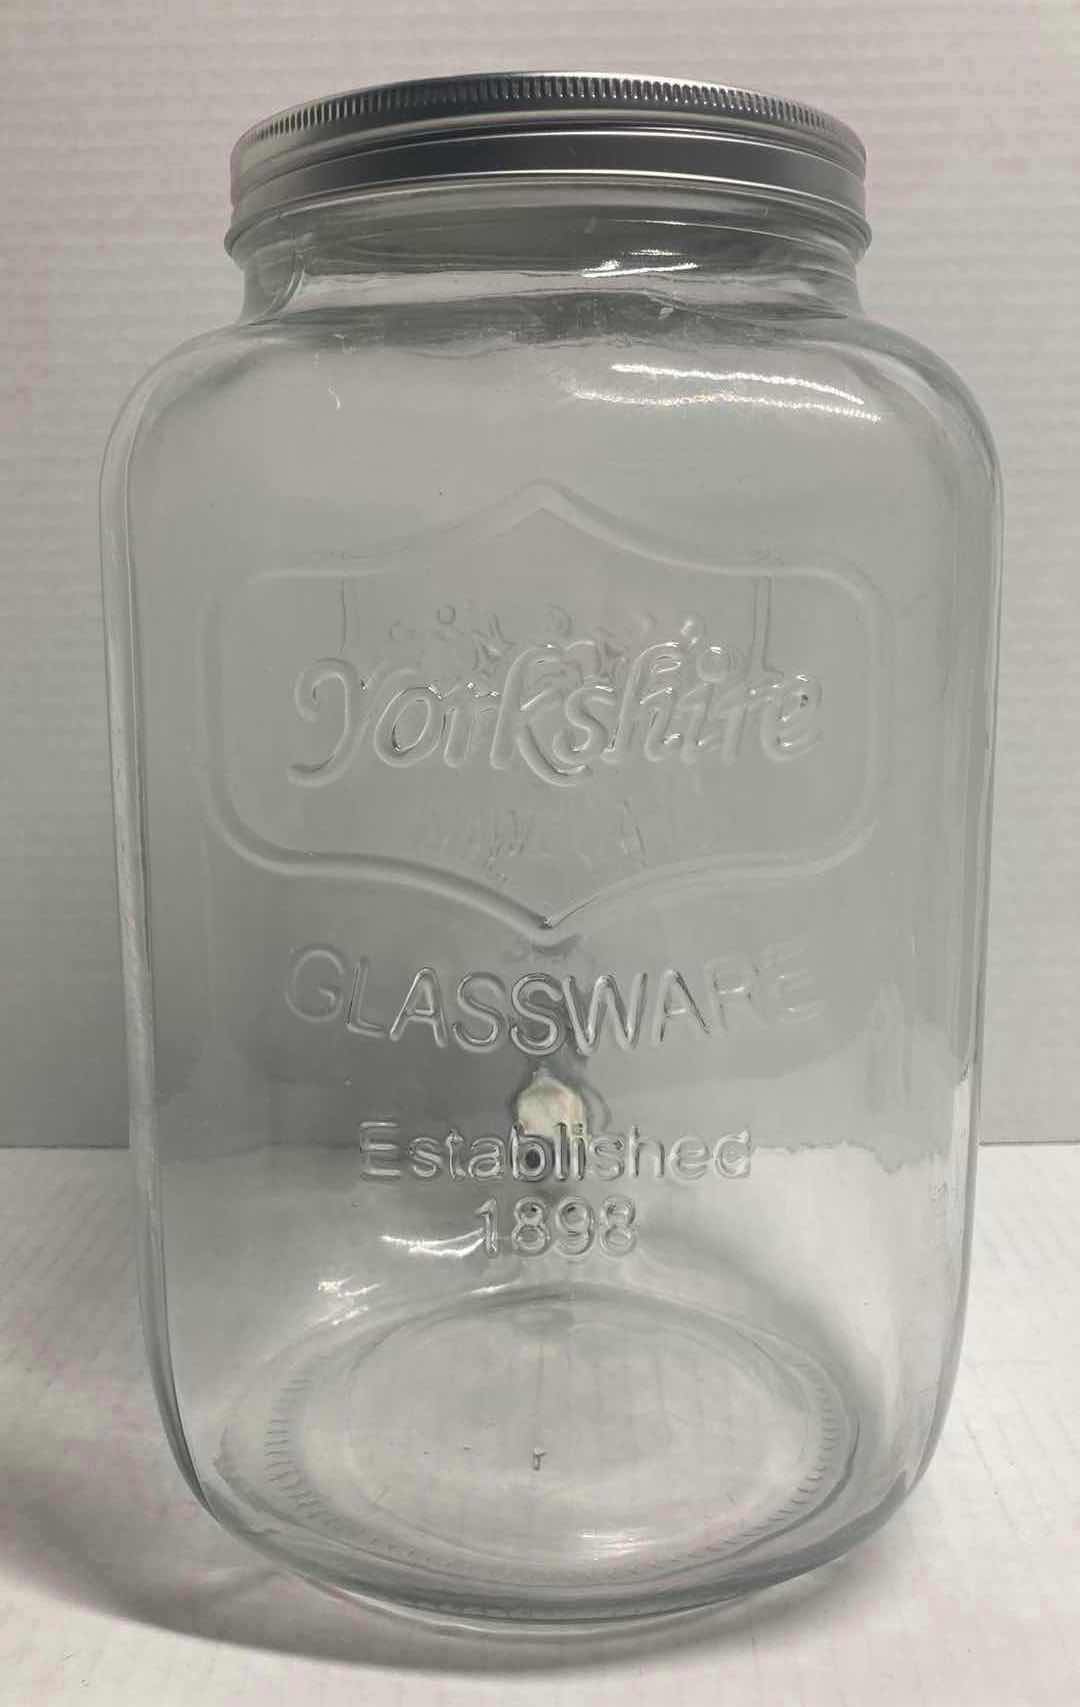 Yorkshire
GLASSWARE
Established
1898